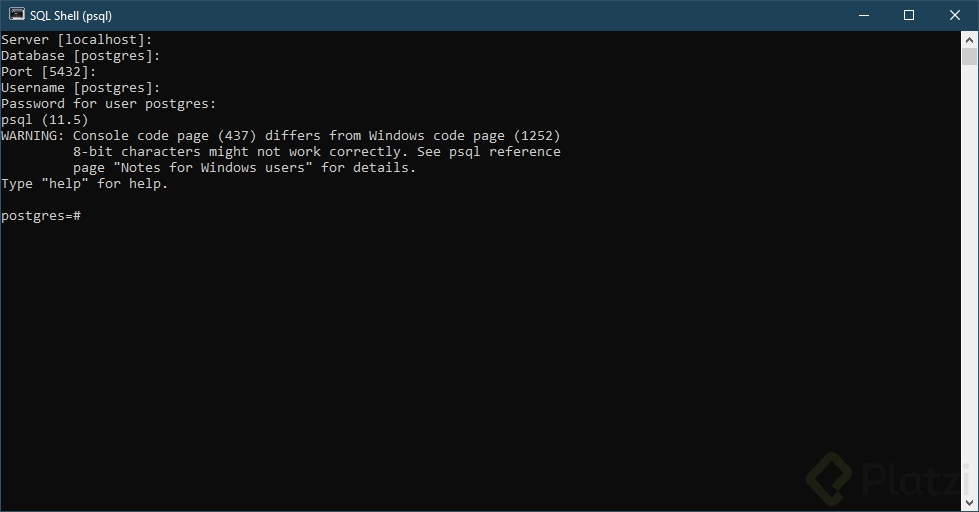 SQL Shell (psql)
Server [localhost]:
Database [postgres]:
Port [5432]:
Username [postgres]:
Password for user postgres:
psql (11.5)
WARNING: Console code page (437) differs from Windows code page (1252)
         8-bit characters might not work correctly. See psql reference
         page "Notes for Windows users" for details.
Type "help" for help.
postgres=#
Platzi